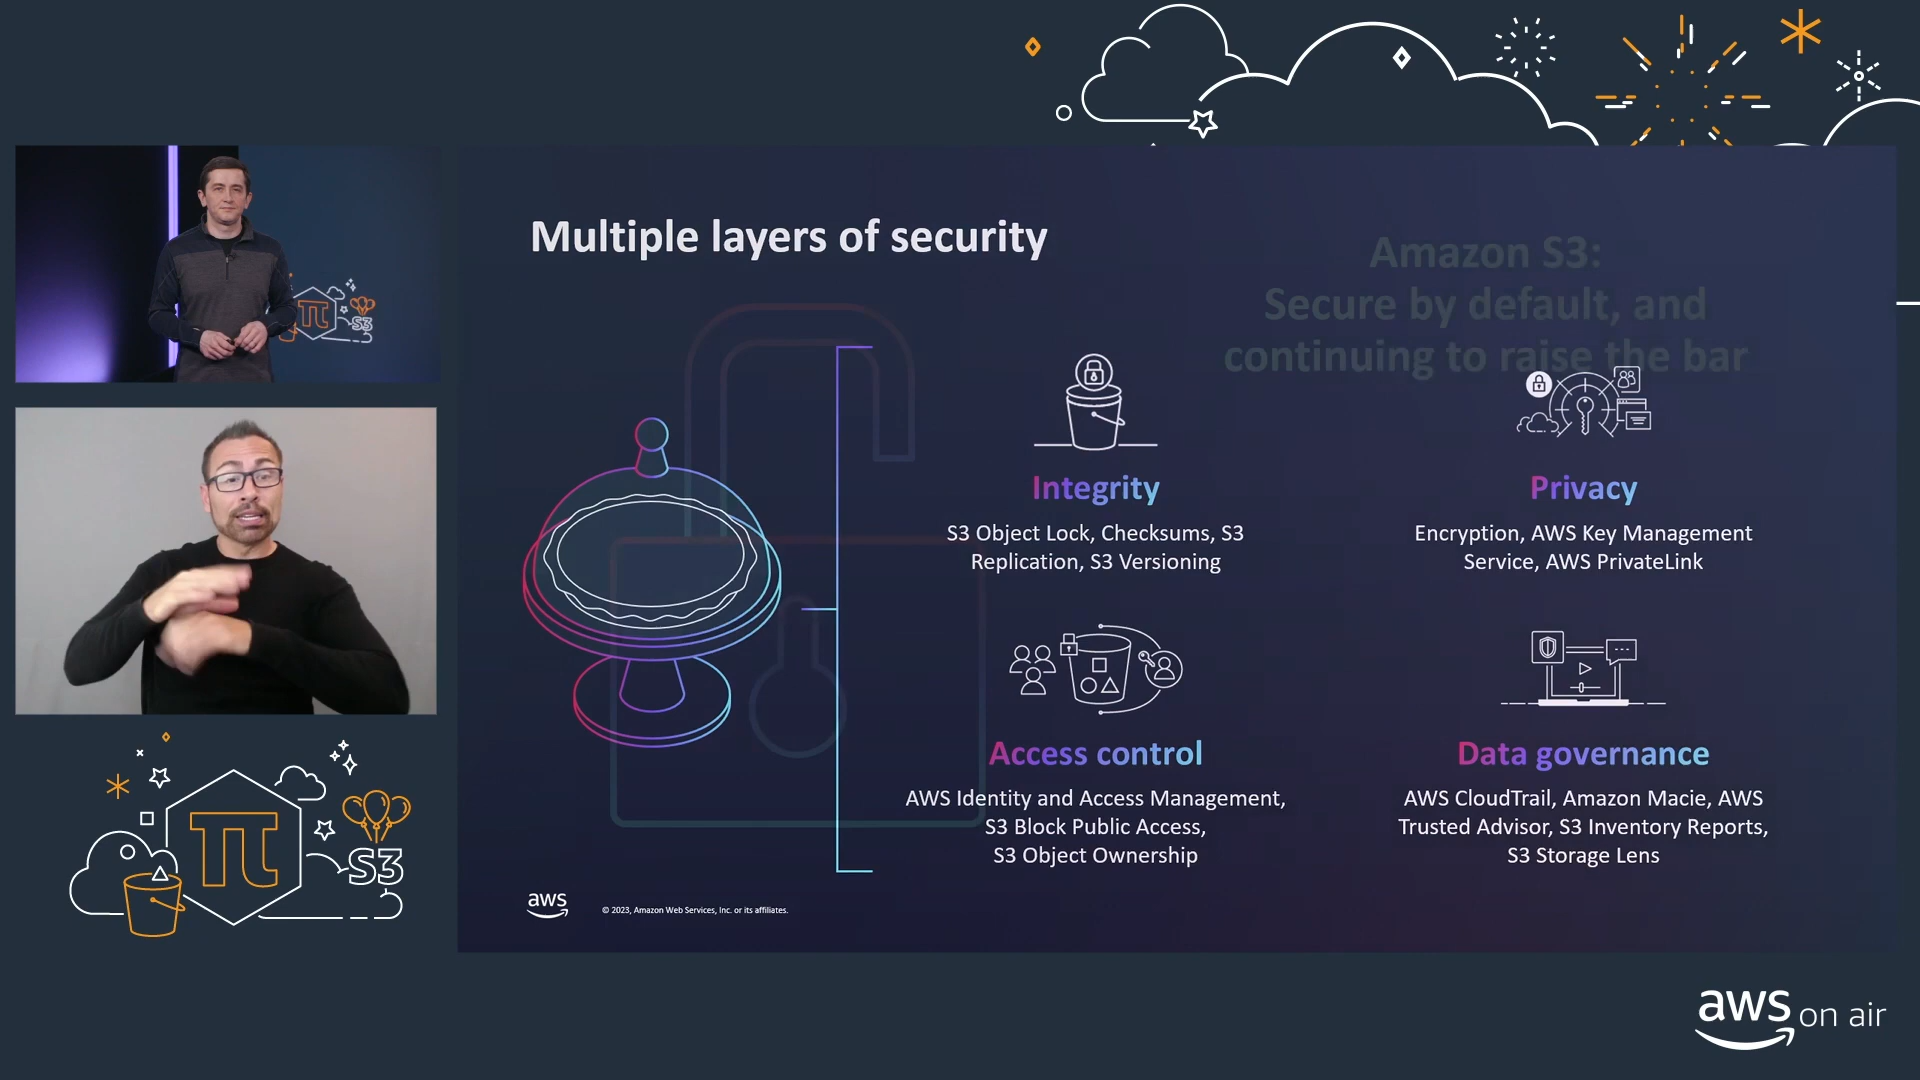 Multiple layers of security
Amazon S3:
Secure by default, and
continuing to raise the bar
Integrity
S3 Object Lock, Checksums, S3
Replication, S3 Versioning
Privacy
Encryption, AWS Key Management
Service, AWS PrivateLink
Access control
AWS Identity and Access Management,
S3 Block Public Access,
S3 Object Ownership
Data governance
AWS CloudTrail, Amazon Macie, AWS
Trusted Advisor, S3 Inventory Reports,
S3 Storage Lens
aws
© 2023, Amazon Web Services, Inc. or its affiliates.
π
S3
π
S3
aws on air